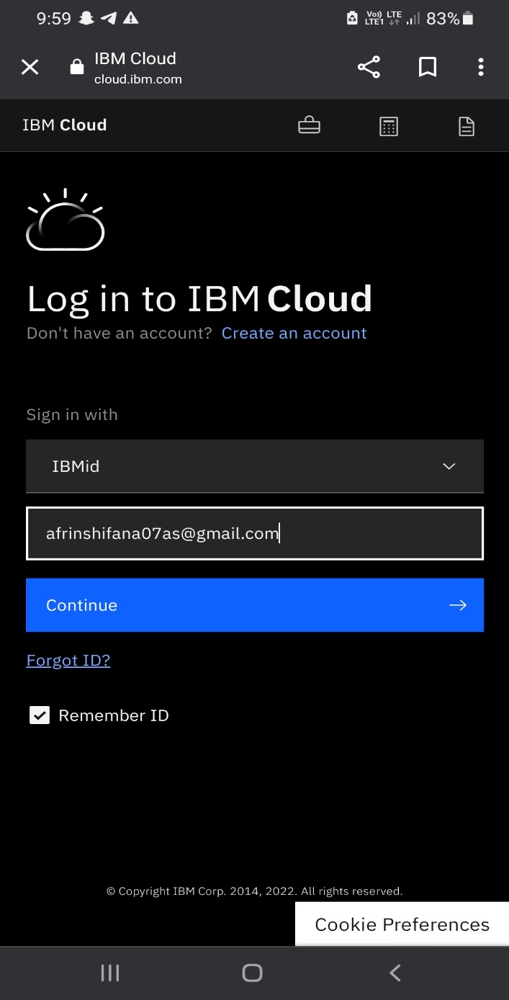 9:59
Vo)) LTE
LTE1
83%
IBM Cloud
cloud.ibm.com
IBM Cloud
Log in to IBM Cloud
Don't have an account? Create an account
Sign in with
IBMid
afrinshifana07as@gmail.com
Continue
Forgot ID?
Remember ID
© Copyright IBM Corp. 2014, 2022. All rights reserved.
Cookie Preferences